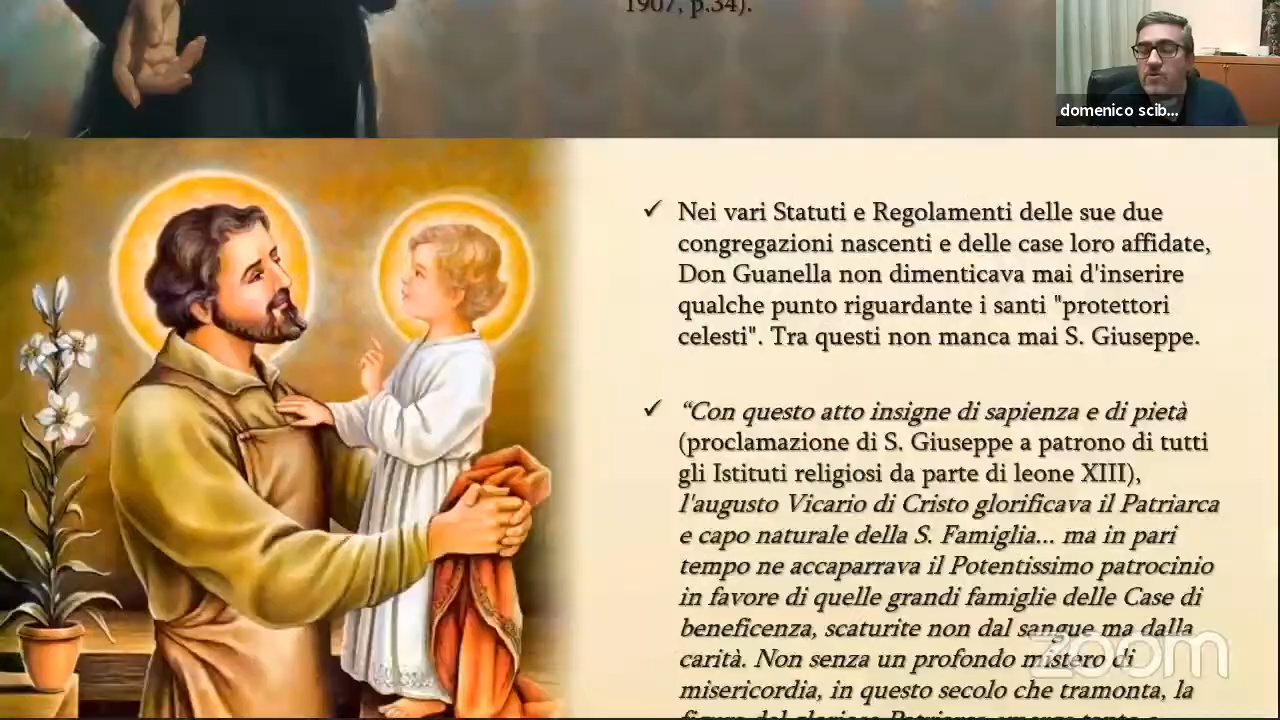 1907, p.34).
domenico scib...
✓ Nei vari Statuti e Regolamenti delle sue due
congregazioni nascenti e delle case loro affidate,
Don Guanella non dimenticava mai d'inserire
qualche punto riguardante i santi "protettori
celesti". Tra questi non manca mai S. Giuseppe.
✓ “Con questo atto insigne di sapienza e di pietà
(proclamazione di S. Giuseppe a patrono di tutti
gli Istituti religiosi da parte di leone XIII),
l'augusto Vicario di Cristo glorificava il Patriarca
e capo naturale della S. Famiglia... ma in pari
tempo ne accaparrava il Potentissimo patrocinio
in favore di quelle grandi famiglie delle Case di
beneficenza, scaturite non dal sangue ma dalla
carità. Non senza un profondo mistero di
misericordia, in questo secolo che tramonta, la
zoom